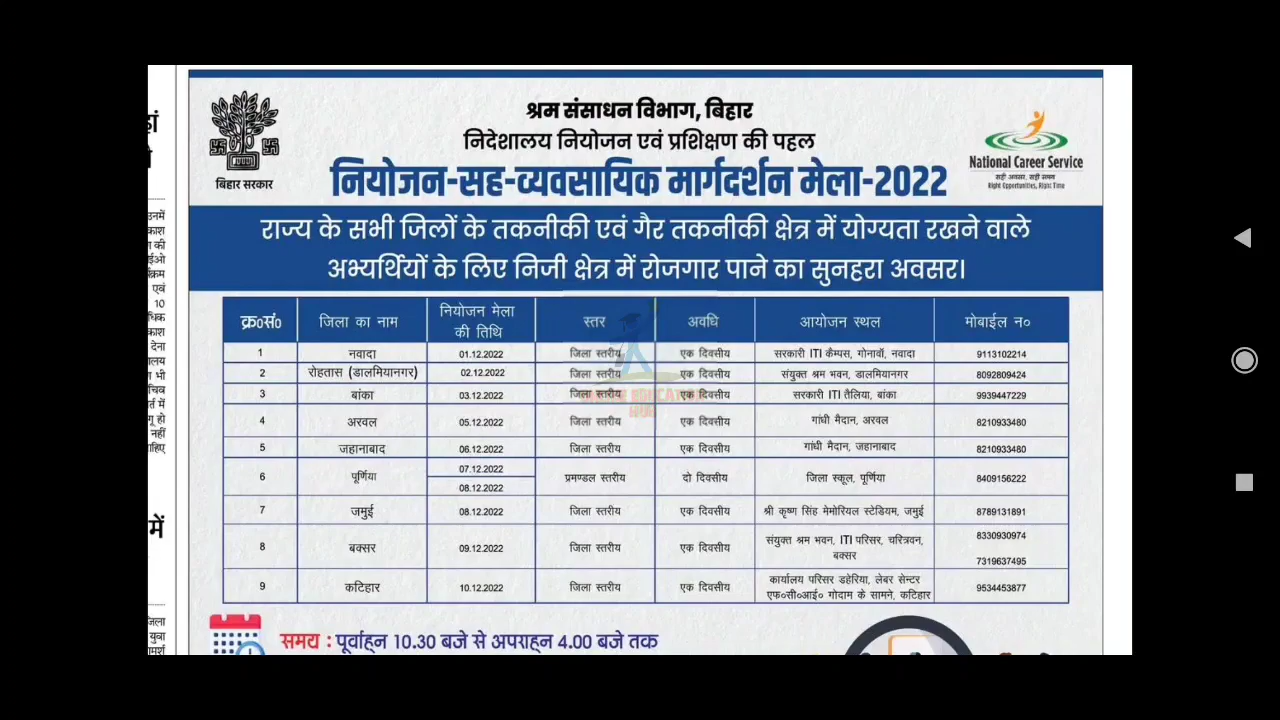 श्रम संसाधन विभाग, बिहार
निदेशालय नियोजन एवं प्रशिक्षण की पहल
नियोजन-सह-व्यवसायिक मार्गदर्शन मेला-2022
बिहार सरकार
National Career Service
सही अवसर, सही समय
Right Opportunities, Right Time
राज्य के सभी जिलों के तकनीकी एवं गैर तकनीकी क्षेत्र में योग्यता रखने वाले
अभ्यर्थियों के लिए निजी क्षेत्र में रोजगार पाने का सुनहरा अवसर।
क्र०सं० जिला का नाम नियोजन मेला की तिथि स्तर अवधि आयोजन स्थल मोबाईल न०
1 नवादा 01.12.2022 जिला स्तरीय एक दिवसीय सरकारी ITI कैम्पस, गोनावाँ, नवादा 9113102214
2 रोहतास (डालमियानगर) 02.12.2022 जिला स्तरीय एक दिवसीय संयुक्त श्रम भवन, डालमियानगर 8092809424
3 बांका 03.12.2022 जिला स्तरीय एक दिवसीय सरकारी ITI तैलिया, बांका 9939447229
4 अरवल 05.12.2022 जिला स्तरीय एक दिवसीय गांधी मैदान, अरवल 8210933480
5 जहानाबाद 06.12.2022 जिला स्तरीय एक दिवसीय गांधी मैदान, जहानाबाद 8210933480
6 पूर्णिया 07.12.2022 08.12.2022 प्रमण्डल स्तरीय दो दिवसीय जिला स्कूल, पूर्णिया 8409156222
7 जमुई 08.12.2022 जिला स्तरीय एक दिवसीय श्री कृष्ण सिंह मेमोरियल स्टेडियम, जमुई 8789131891
8 बक्सर 09.12.2022 जिला स्तरीय एक दिवसीय संयुक्त श्रम भवन, ITI परिसर, चरित्रवन, बक्सर 8330930974 7319637495
9 कटिहार 10.12.2022 जिला स्तरीय एक दिवसीय कार्यालय परिसर डहेरिया, लेबर सेन्टर एफ०सी०आई० गोदाम के सामने, कटिहार 9534453877
समय : पूर्वाह्न 10.30 बजे से अपराह्न 4.00 बजे तक